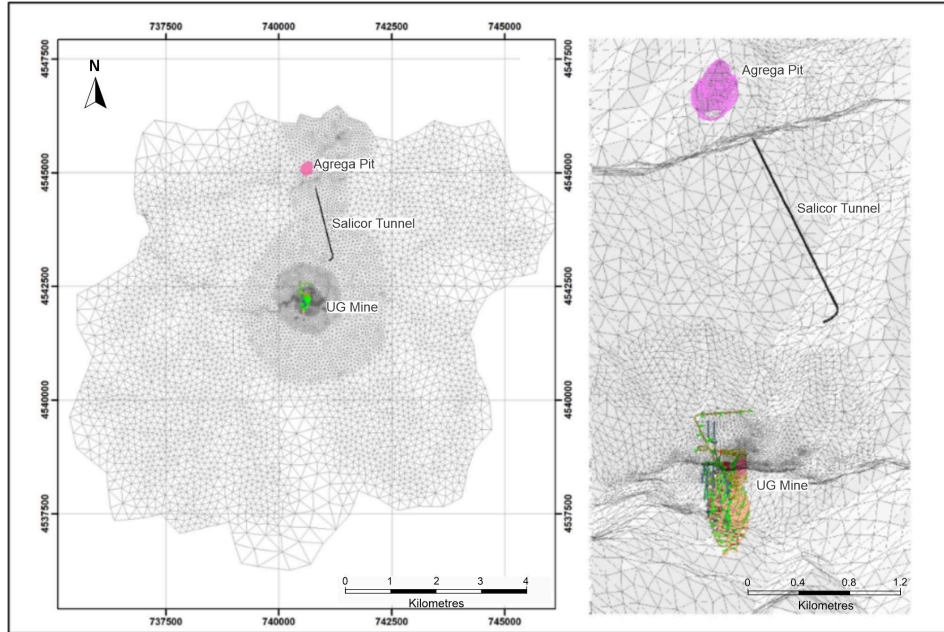 737500 740000 742500 745000
4547500 4547500
N
Agrega Pit
4545000 4545000
Salicor Tunnel
4542500 4542500
UG Mine
4540000 4540000
4537500 4537500
0 1 2 3 4
Kilometres
737500 740000 742500 745000
Agrega Pit
Salicor Tunnel
UG Mine
0 0.4 0.8 1.2
Kilometres